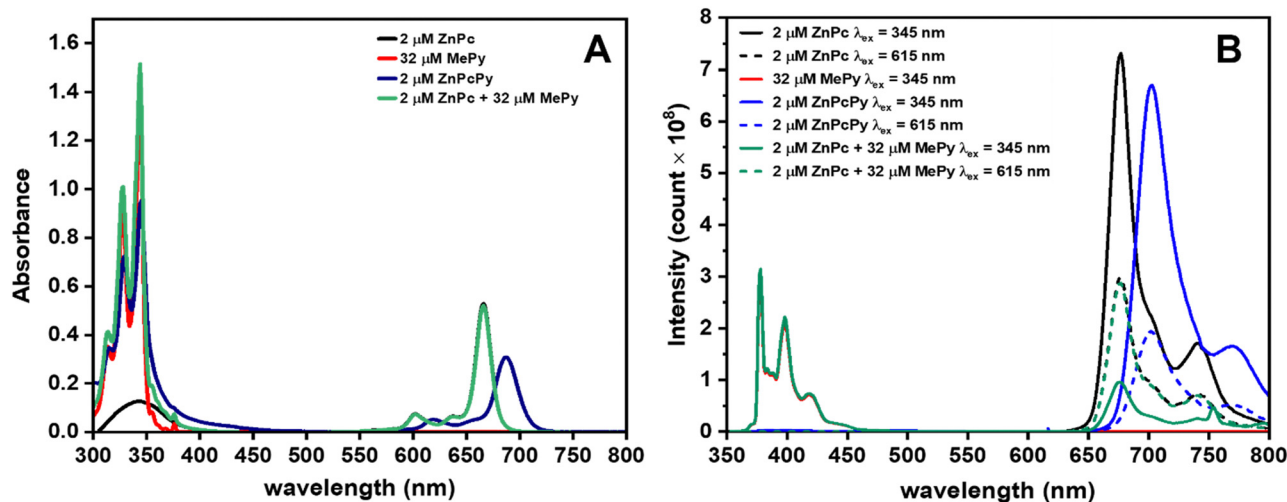 A
2 μM ZnPc
32 μM MePy
2 μM ZnPcPy
2 μM ZnPc + 32 μM MePy
1.6
1.4
1.2
1.0
0.8
0.6
0.4
0.2
0.0
Absorbance
300 350 400 450 500 550 600 650 700 750 800
wavelength (nm)
B
2 μM ZnPc λex = 345 nm
2 μM ZnPc λex = 615 nm
32 μM MePy λex = 345 nm
2 μM ZnPcPy λex = 345 nm
2 μM ZnPcPy λex = 615 nm
2 μM ZnPc + 32 μM MePy λex = 345 nm
2 μM ZnPc + 32 μM MePy λex = 615 nm
8
7
6
5
4
3
2
1
0
Intensity (count × 10⁸)
350 400 450 500 550 600 650 700 750 800
wavelength (nm)